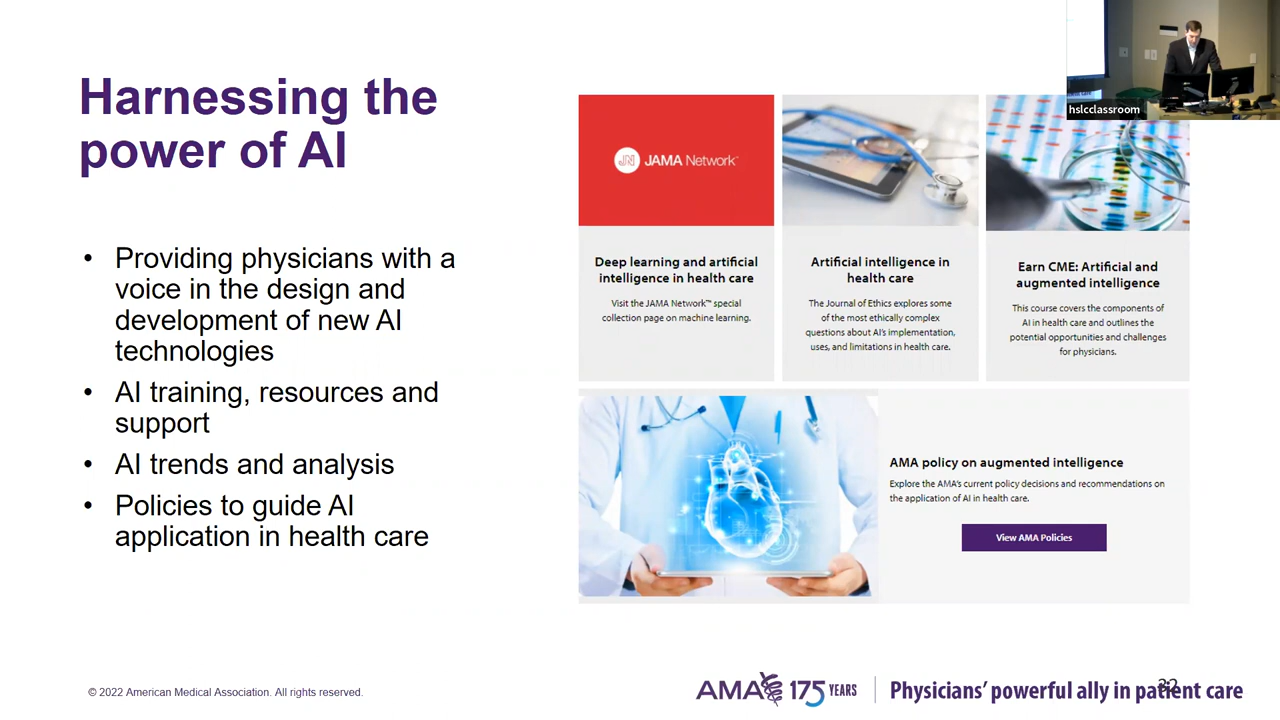 Harnessing the
power of AI
• Providing physicians with a
voice in the design and
development of new AI
technologies
• AI training, resources and
support
• AI trends and analysis
• Policies to guide AI
application in health care
hslcclassroom
JN JAMA Network™
Deep learning and artificial
intelligence in health care
Visit the JAMA Network™ special
collection page on machine learning.
Artificial intelligence in
health care
The Journal of Ethics explores some
of the most ethically complex
questions about AI's implementation,
uses, and limitations in health care.
Earn CME: Artificial and
augmented intelligence
This course covers the components of
AI in health care and outlines the
potential opportunities and challenges
for physicians.
AMA policy on augmented intelligence
Explore the AMA's current policy decisions and recommendations on
the application of AI in health care.
View AMA Policies
© 2022 American Medical Association. All rights reserved.
AMA 175 YEARS
Physicians' powerful ally in patient care
32